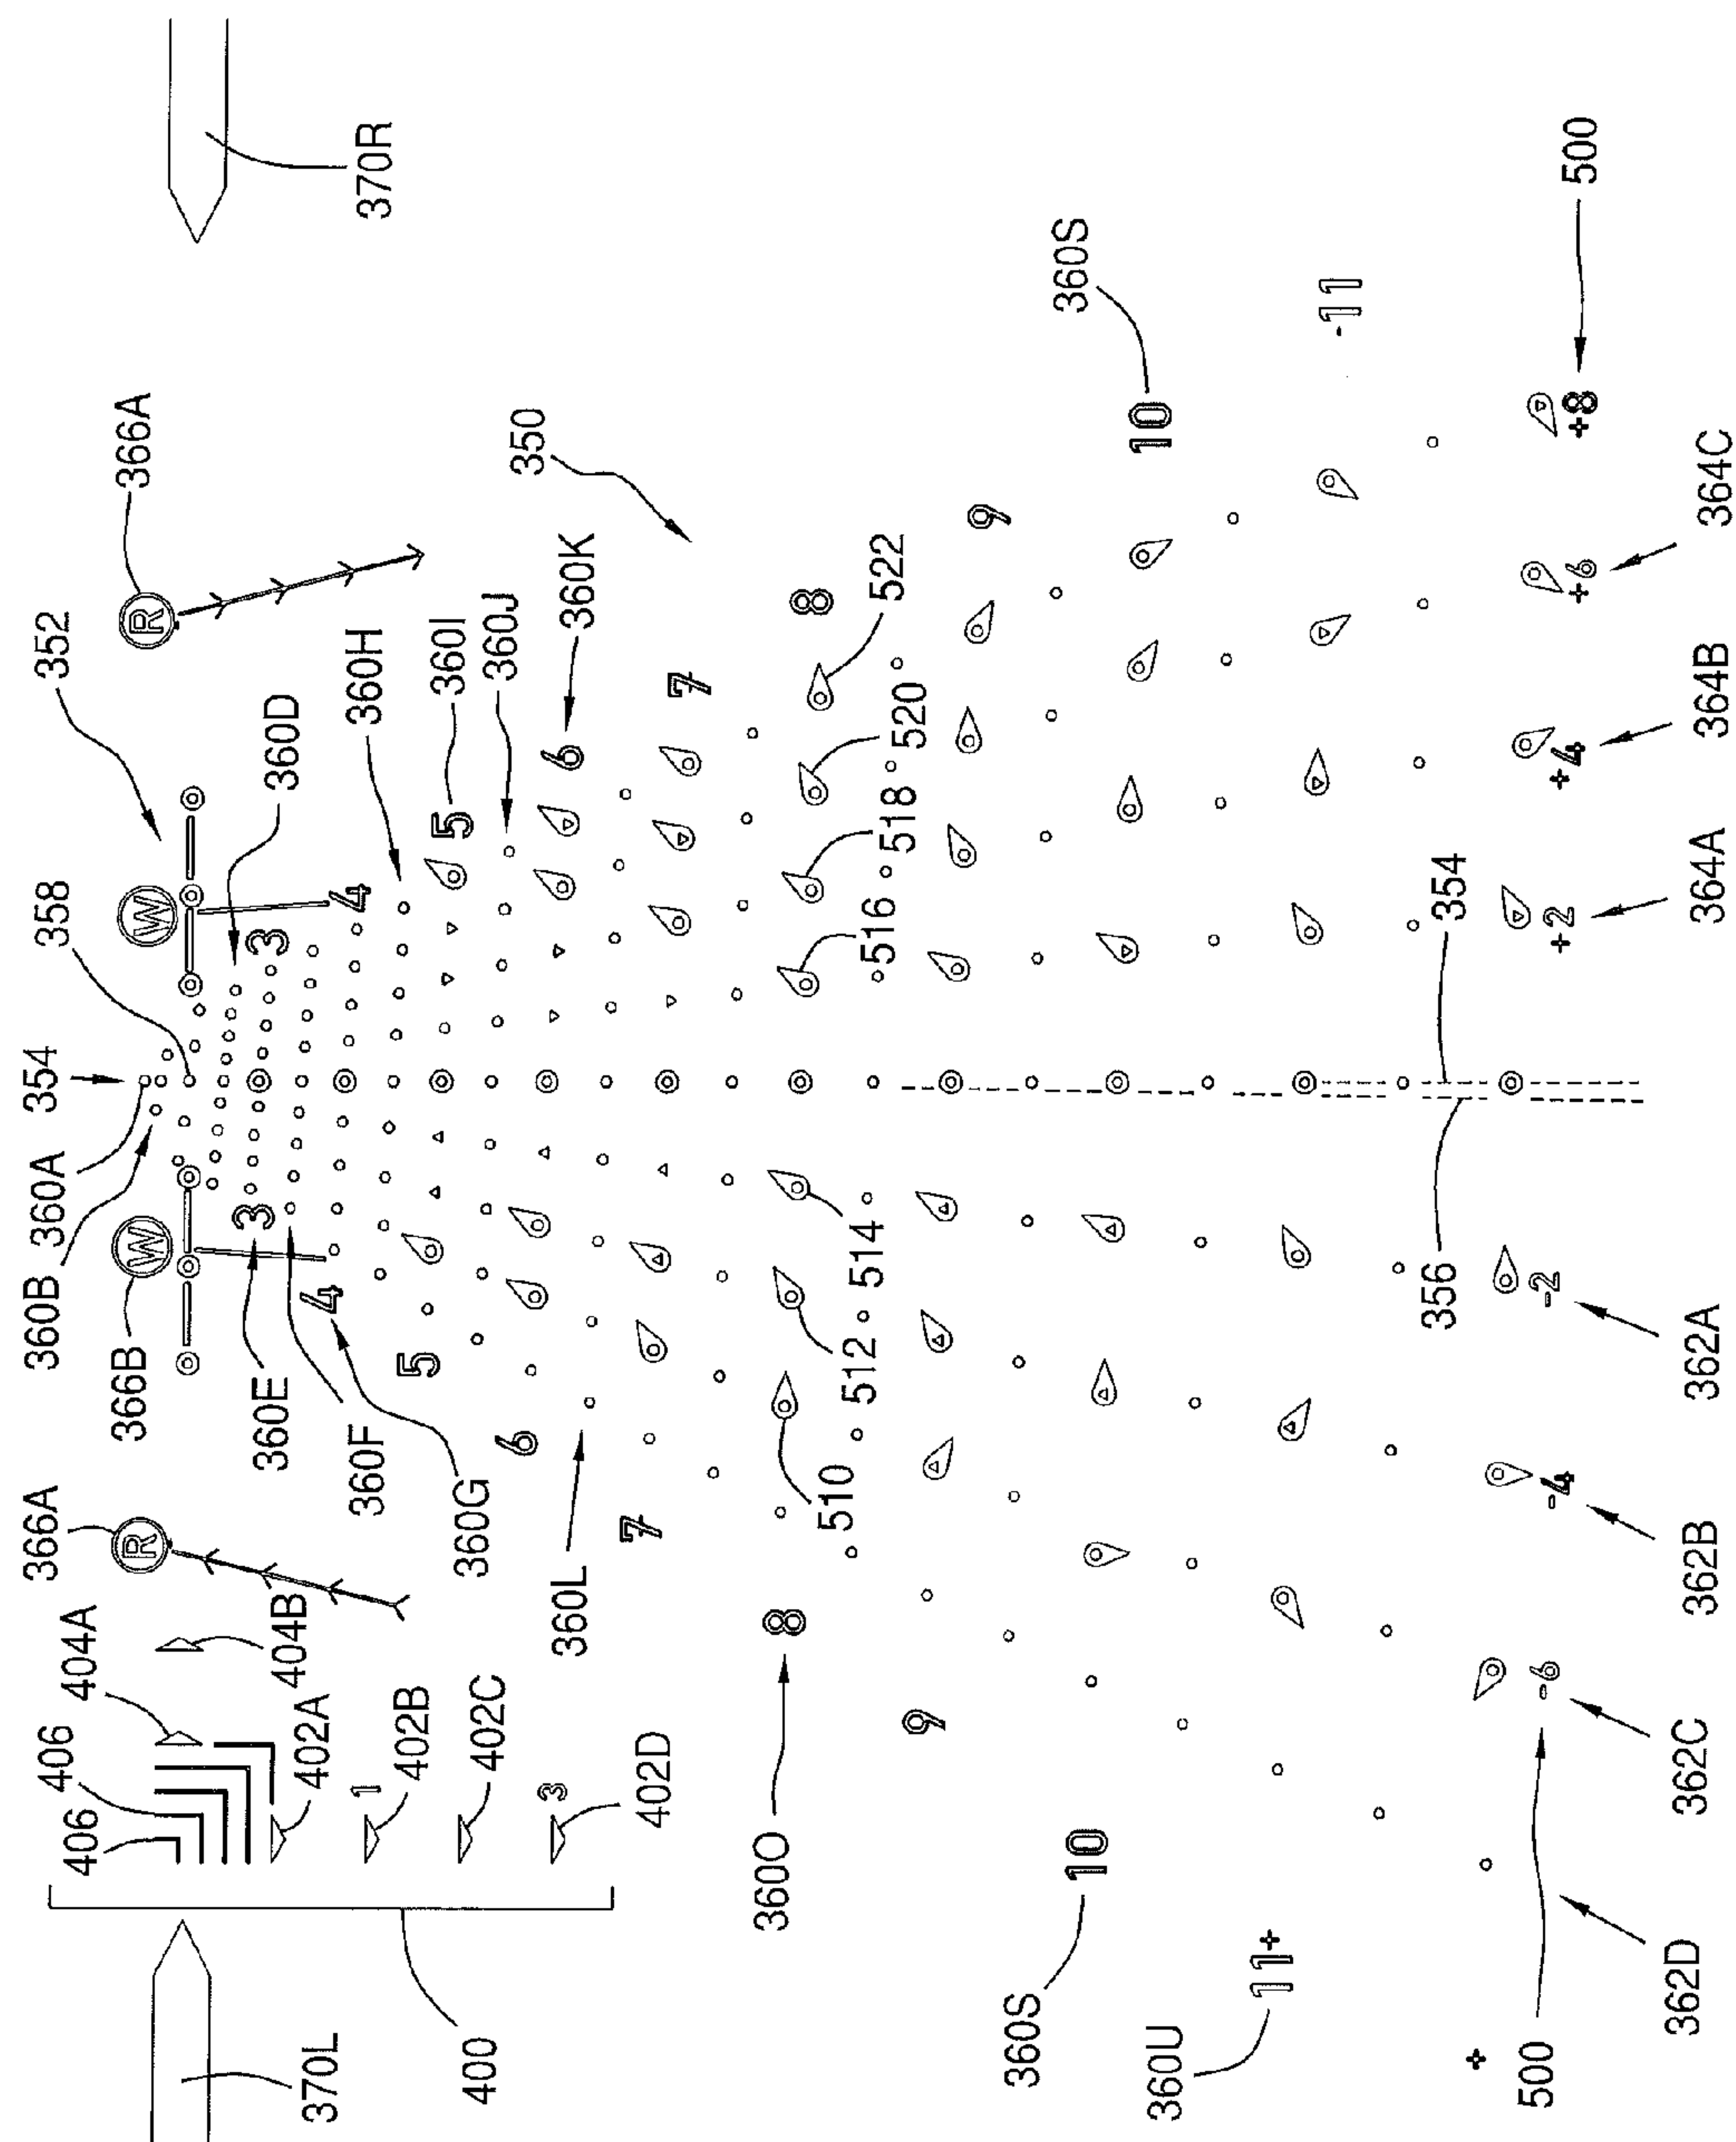 354
358
352
366A
360B
360A
366B
366A
R
W
W
R
404A
404B
406
406
402A
402B
402C
402D
1
3
370L
400
370R
360D
360E
360F
360G
360H
360I
360J
360K
360L
350
3
3
4
4
5
5
6
6
7
7
8
8
360O
510
512
514
516
518
520
522
9
9
10
10
360S
360S
11+
-11
360U
356
354
+
-6
-4
-2
+2
+4
+6
+8
500
500
362D
362C
362B
362A
364A
364B
364C